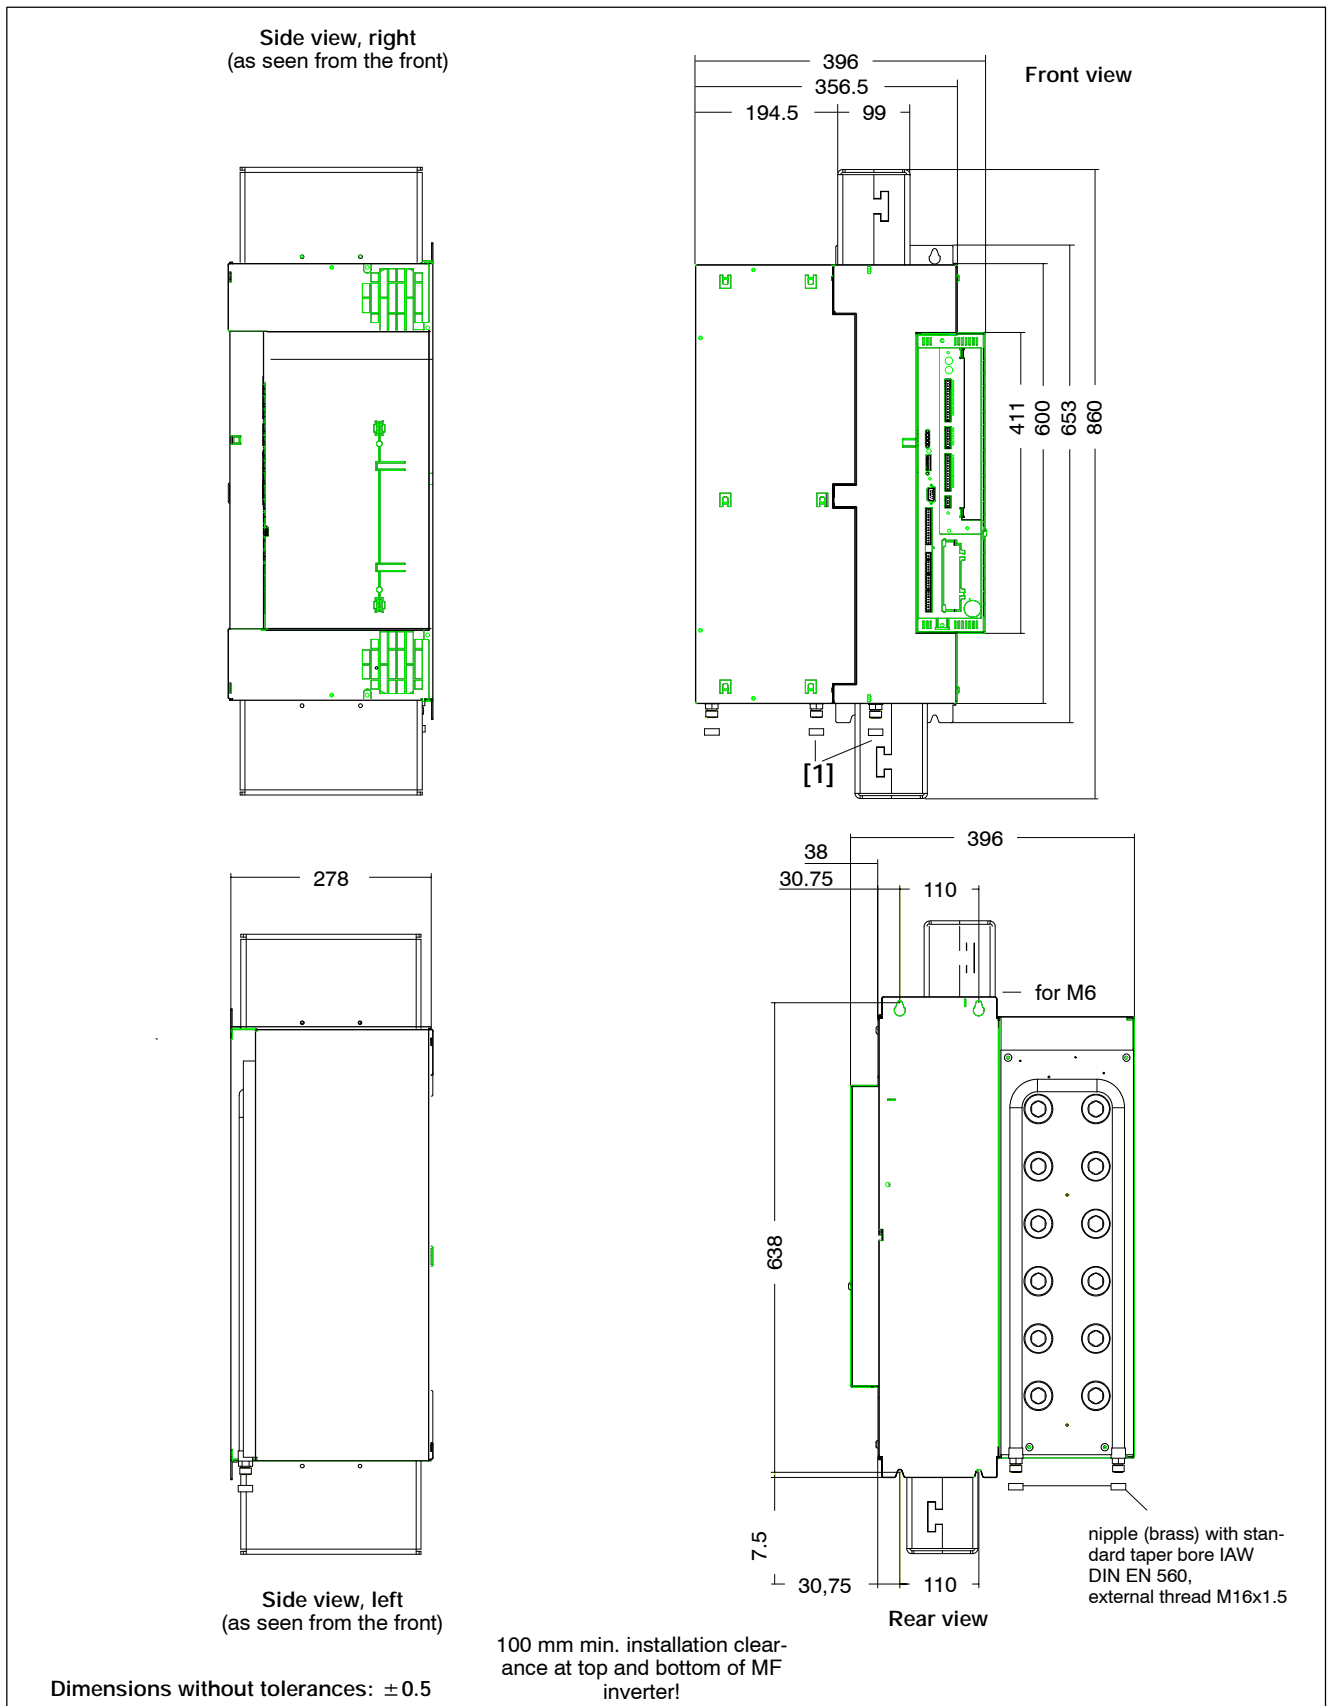 Side view, right
(as seen from the front)
396
Front view
356.5
194.5
99
411
600
653
860
[1]
396
38
278
30.75
110
for M6
638
7.5
nipple (brass) with stan-
dard taper bore IAW
DIN EN 560,
external thread M16x1.5
30,75
110
Side view, left
(as seen from the front)
Rear view
100 mm min. installation clear-
ance at top and bottom of MF
inverter!
Dimensions without tolerances: ±0.5